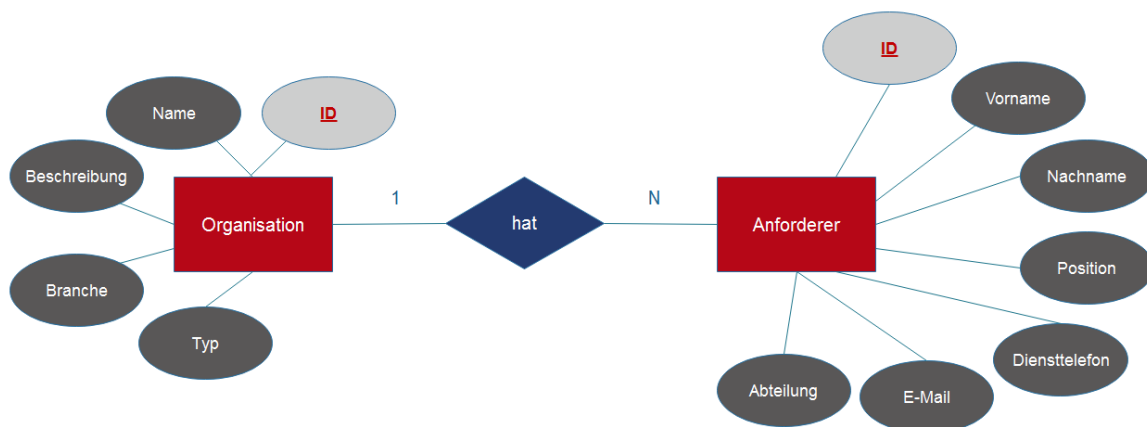 ID
Vorname
Name
ID
Nachname
Beschreibung
Organisation
1
hat
N
Anforderer
Position
Branche
Typ
Diensttelefon
Abteilung
E-Mail